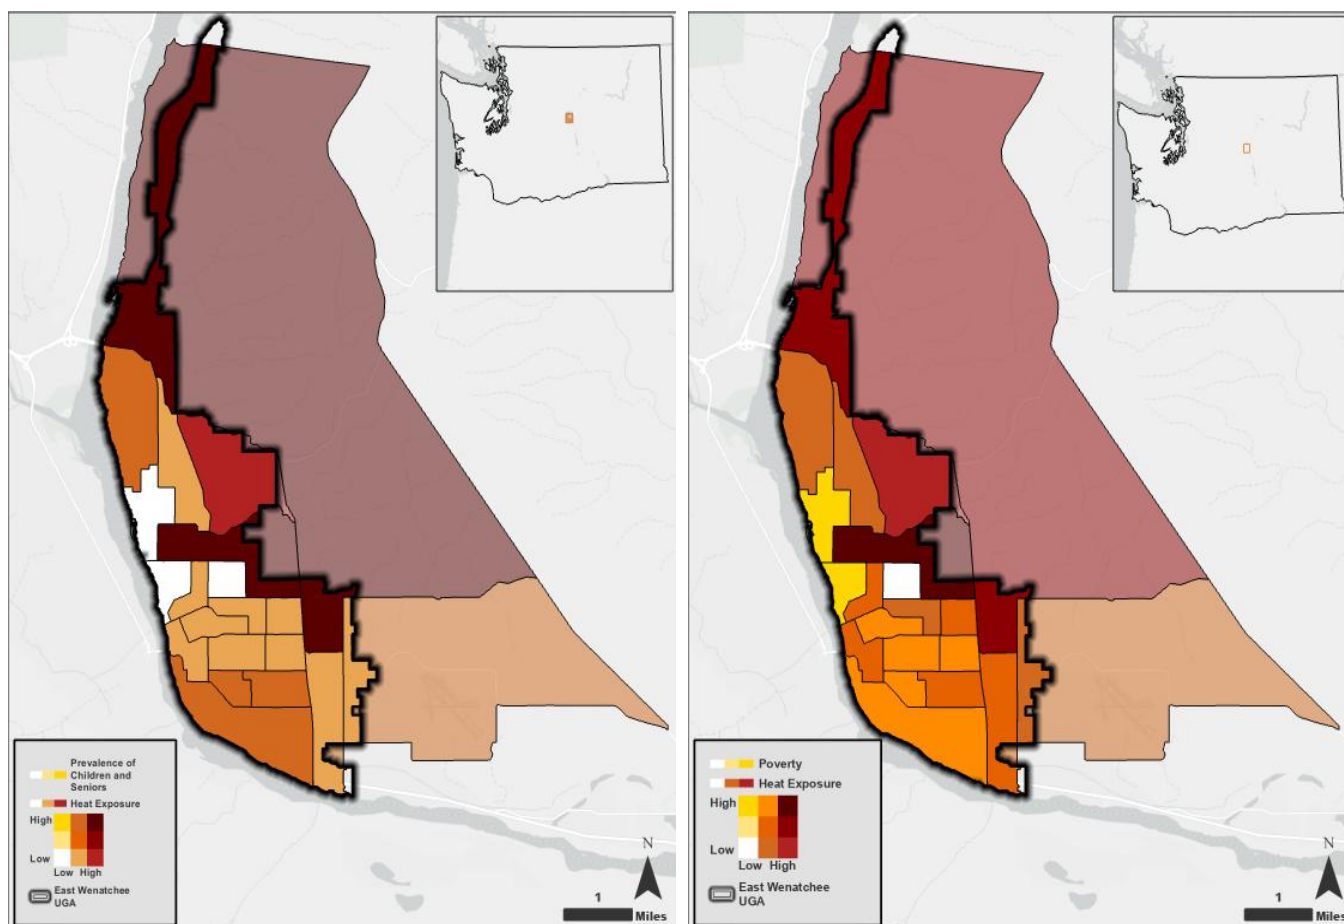 Prevalence of
Children and
Seniors
Heat Exposure
High
Low
Low High
East Wenatchee
UGA
N
1
Miles
Poverty
Heat Exposure
High
Low
Low High
East Wenatchee
UGA
N
1
Miles